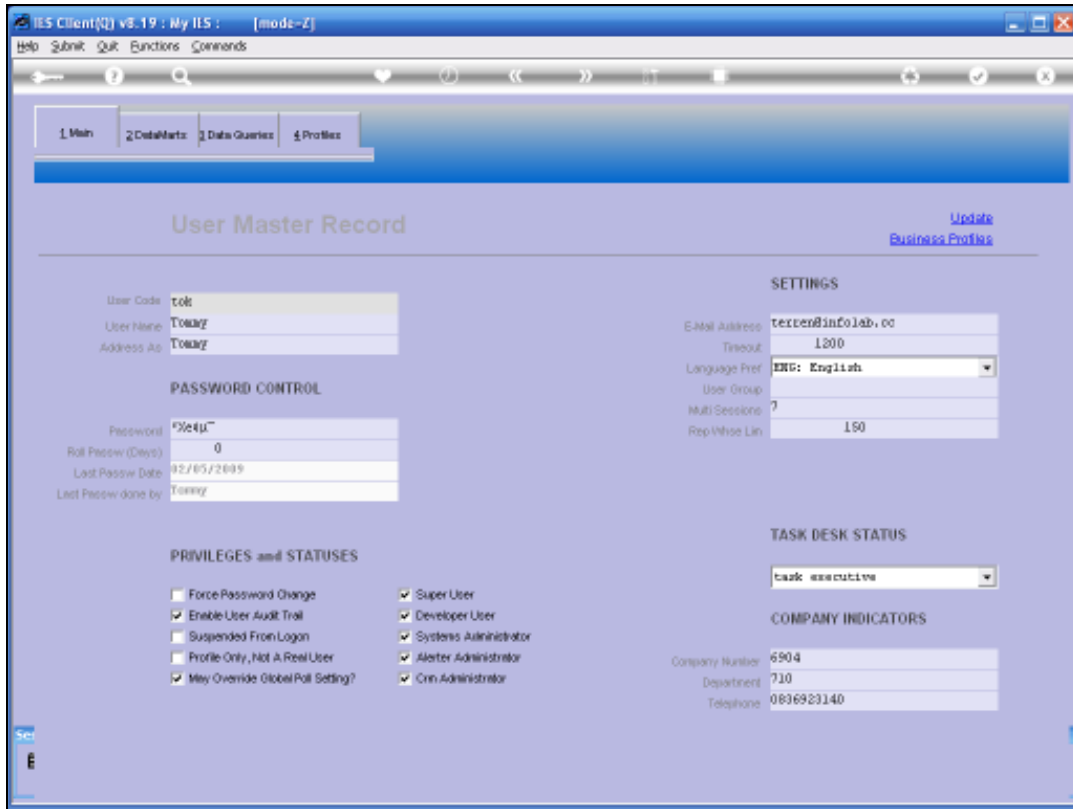 IES Client(Q) v8.19 : My IES : [mode-Z]
Help Submit Quit Functions Commands
1 Main 2 DataMarts 3 Data Queries 4 Profiles
User Master Record
Update
Business Profiles
SETTINGS
User Code tok
User Name Tommy
Address As Tommy
E-Mail Address terren@infolab.cc
Timeout 1200
Language Pref ENG: English
User Group
Multi Sessions 7
Rep Whse Lim 150
PASSWORD CONTROL
Password
Roll Passw (Days) 0
Last Passw Date 02/05/2009
Last Passw done by Tommy
TASK DESK STATUS
task executive
PRIVILEGES and STATUSES
Force Password Change
Enable User Audit Trail
Suspended From Logon
Profile Only, Not A Real User
May Override Global Poll Setting?
Super User
Developer User
Systems Administrator
Alerter Administrator
Crm Administrator
COMPANY INDICATORS
Company Number 6904
Department 710
Telephone 0836923140